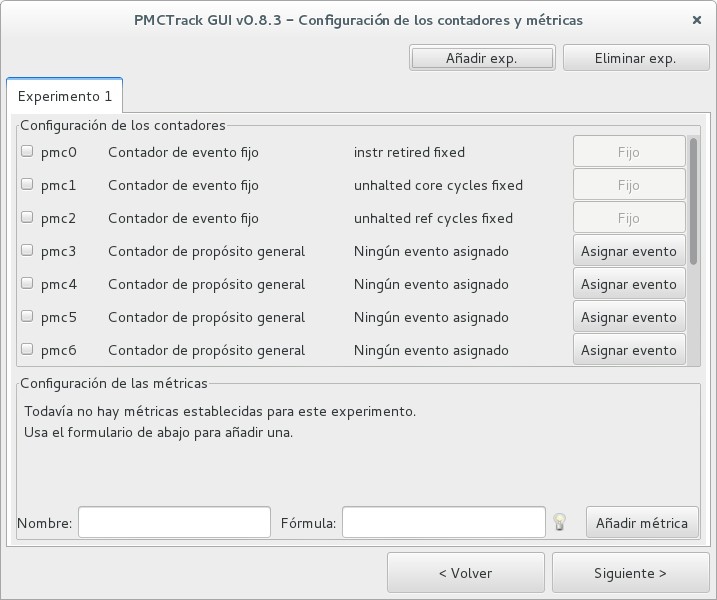 PMCTrack GUI v0.8.3 – Configuración de los contadores y métricas ×
Añadir exp. Eliminar exp.
Experimento 1
Configuración de los contadores
pmc0 Contador de evento fijo instr retired fixed Fijo
pmc1 Contador de evento fijo unhalted core cycles fixed Fijo
pmc2 Contador de evento fijo unhalted ref cycles fixed Fijo
pmc3 Contador de propósito general Ningún evento asignado Asignar evento
pmc4 Contador de propósito general Ningún evento asignado Asignar evento
pmc5 Contador de propósito general Ningún evento asignado Asignar evento
pmc6 Contador de propósito general Ningún evento asignado Asignar evento
Configuración de las métricas
Todavía no hay métricas establecidas para este experimento.
Usa el formulario de abajo para añadir una.
Nombre: Fórmula: Añadir métrica
< Volver Siguiente >